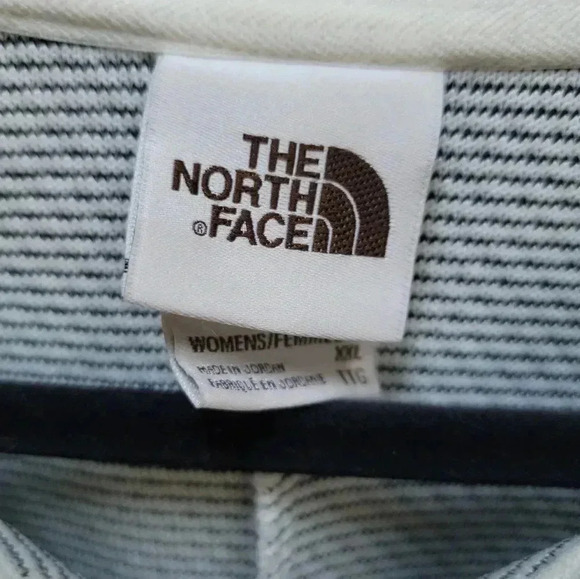 THE
NORTH
®FACE
WOMENS/FEMME
XXL
MADE IN JORDAN
FABRIQUÉ EN JORDANIE TTG